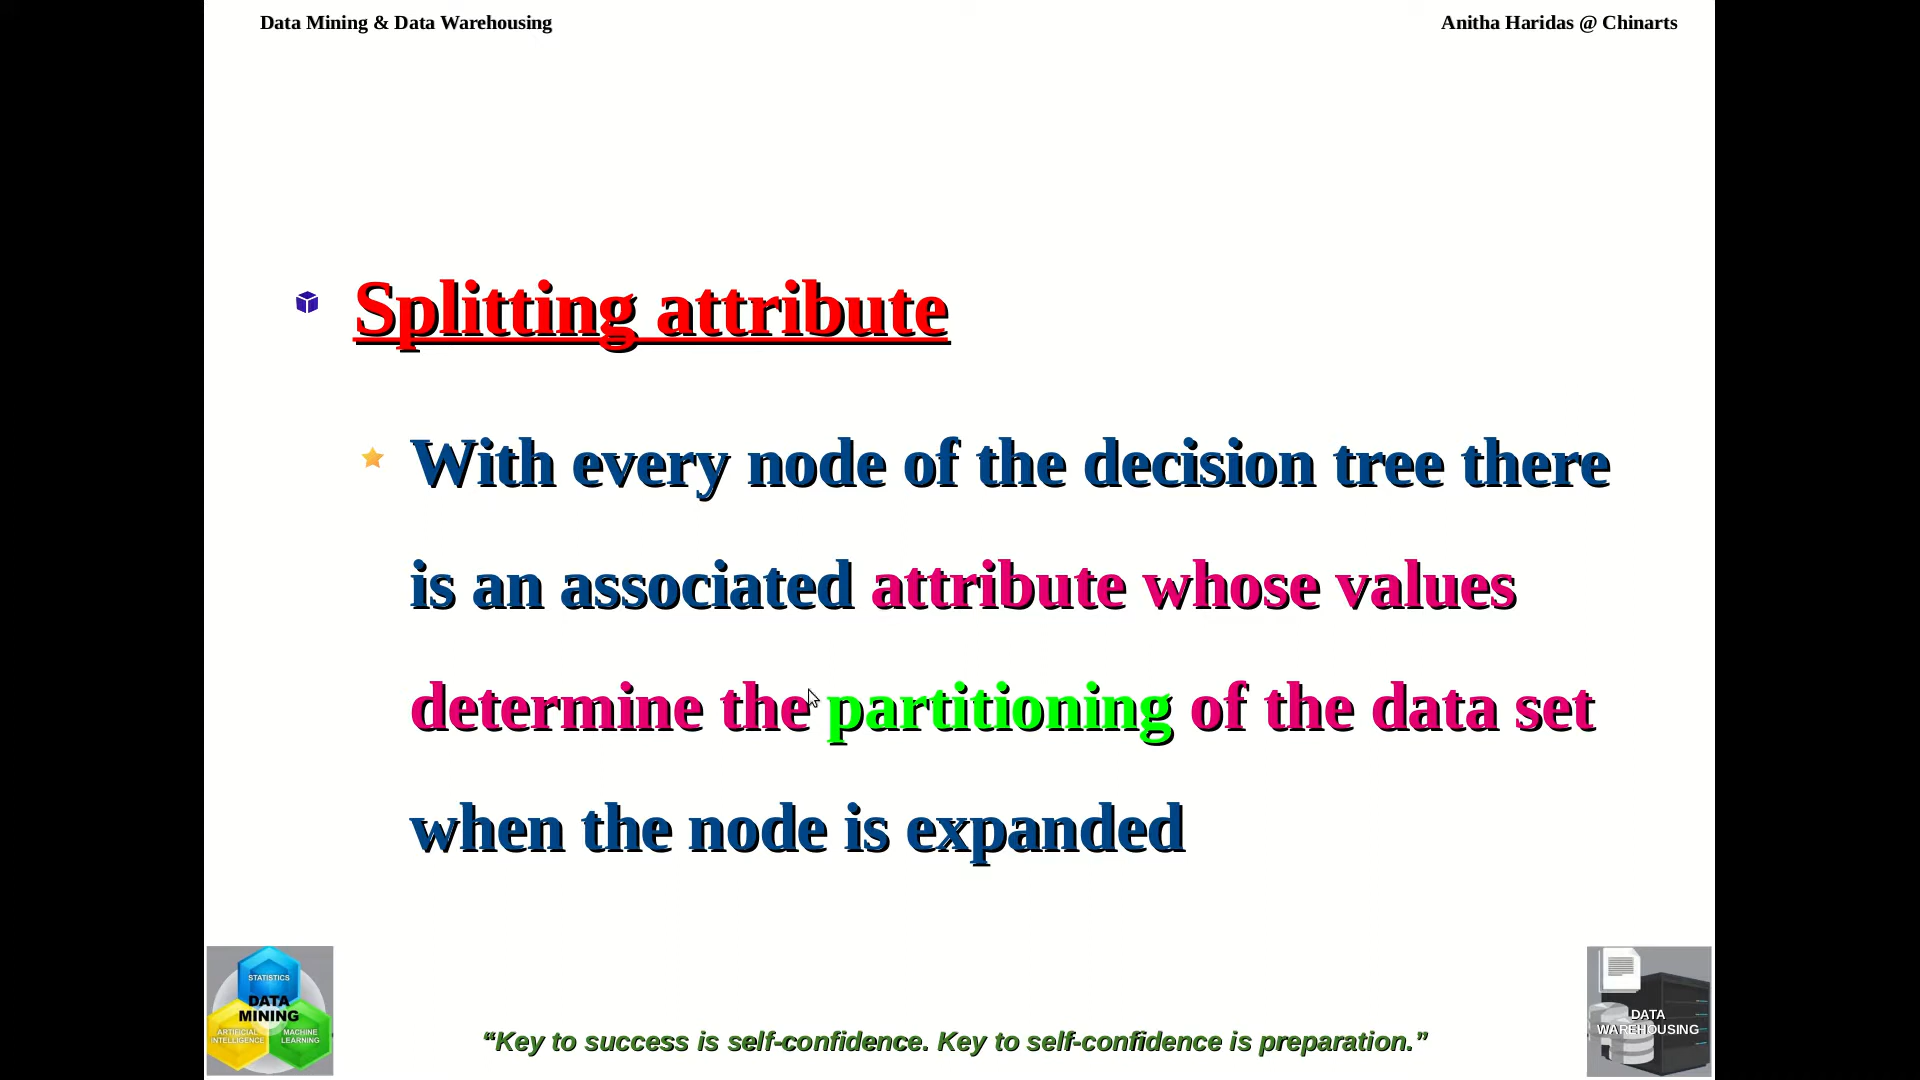 Data Mining & Data Warehousing
Anitha Haridas @ Chinarts
Splitting attribute
With every node of the decision tree there
is an associated attribute whose values
determine the partitioning of the data set
when the node is expanded
STATISTICS
DATA
MINING
ARTIFICIAL
INTELLIGENCE
MACHINE
LEARNING
“Key to success is self-confidence. Key to self-confidence is preparation.”
DATA
WAREHOUSING